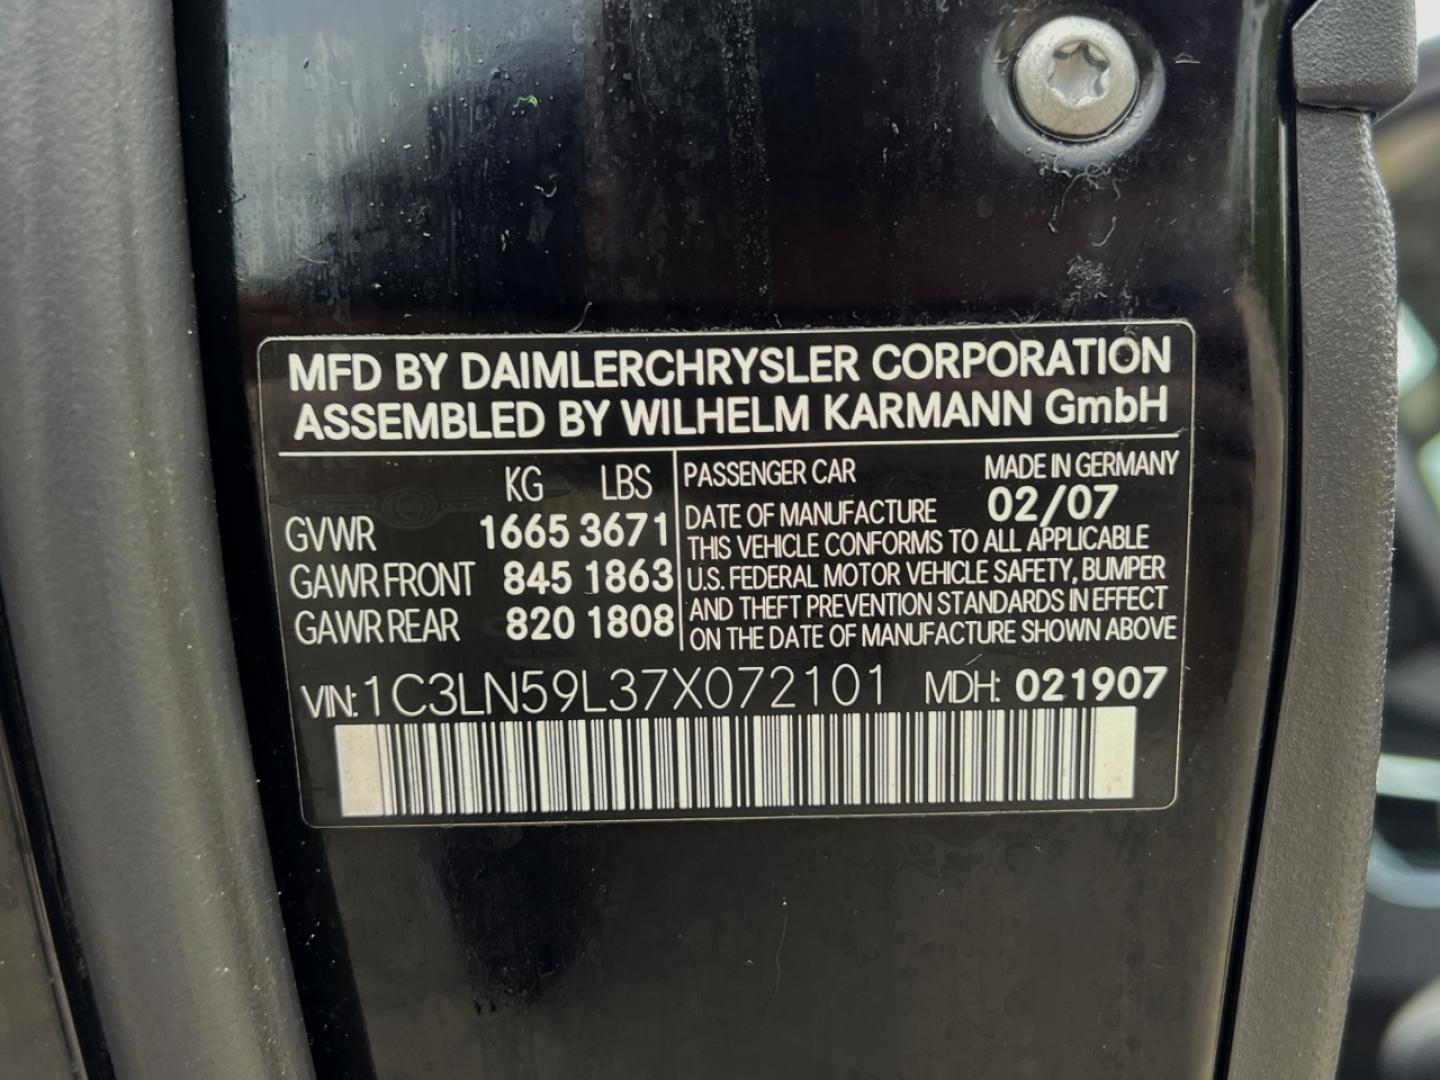 MFD BY DAIMLERCHRYSLER CORPORATION
ASSEMBLED BY WILHELM KARMANN GmbH
KG LBS
GVWR 1665 3671
GAWR FRONT 845 1863
GAWR REAR 820 1808
PASSENGER CAR MADE IN GERMANY
DATE OF MANUFACTURE 02/07
THIS VEHICLE CONFORMS TO ALL APPLICABLE
U.S. FEDERAL MOTOR VEHICLE SAFETY, BUMPER
AND THEFT PREVENTION STANDARDS IN EFFECT
ON THE DATE OF MANUFACTURE SHOWN ABOVE
VIN: 1C3LN59L37X072101 MDH: 021907